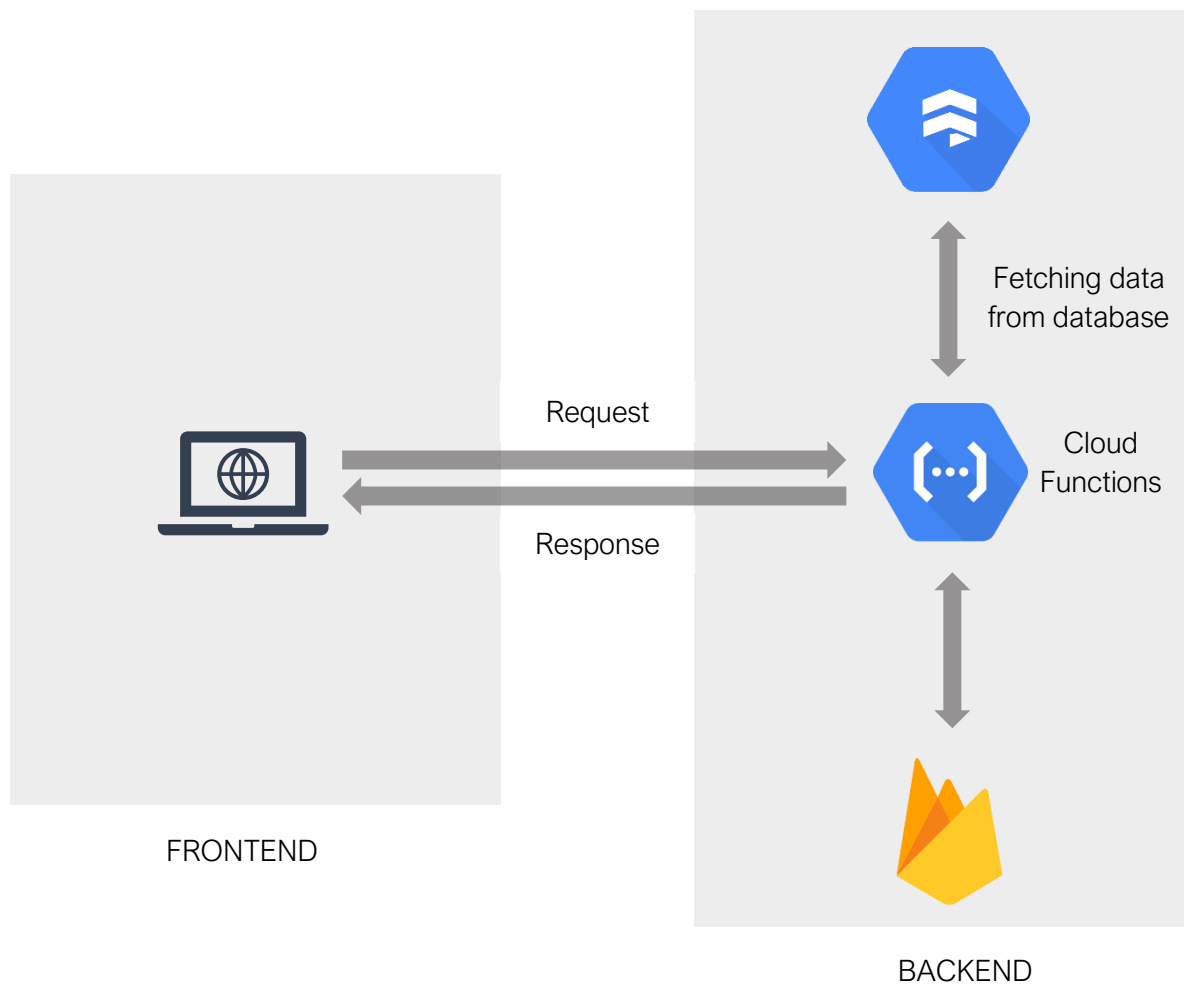 Fetching data
from database
Request
Cloud
Functions
Response
FRONTEND
BACKEND